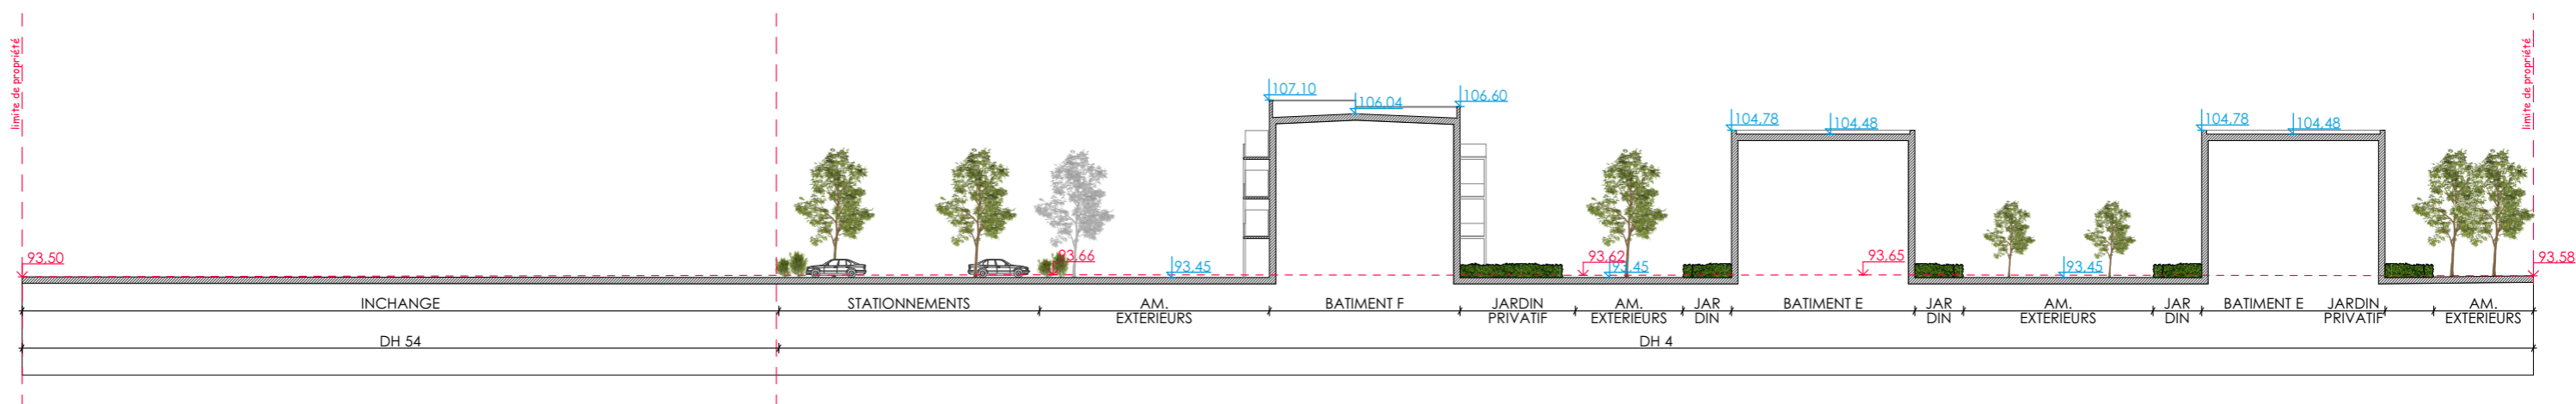 limite de propriété
limite de propriété
107.10
106.04
106.60
104.78
104.48
104.78
104.48
93.50
93.66
93.45
93.62
93.45
93.65
93.45
93.58
INCHANGE
STATIONNEMENTS
AM.
EXTERIEURS
BATIMENT F
JARDIN
PRIVATIF
AM.
EXTERIEURS
JAR
DIN
BATIMENT E
JAR
DIN
AM.
EXTERIEURS
JAR
DIN
BATIMENT E
JARDIN
PRIVATIF
AM.
EXTERIEURS
DH 54
DH 4